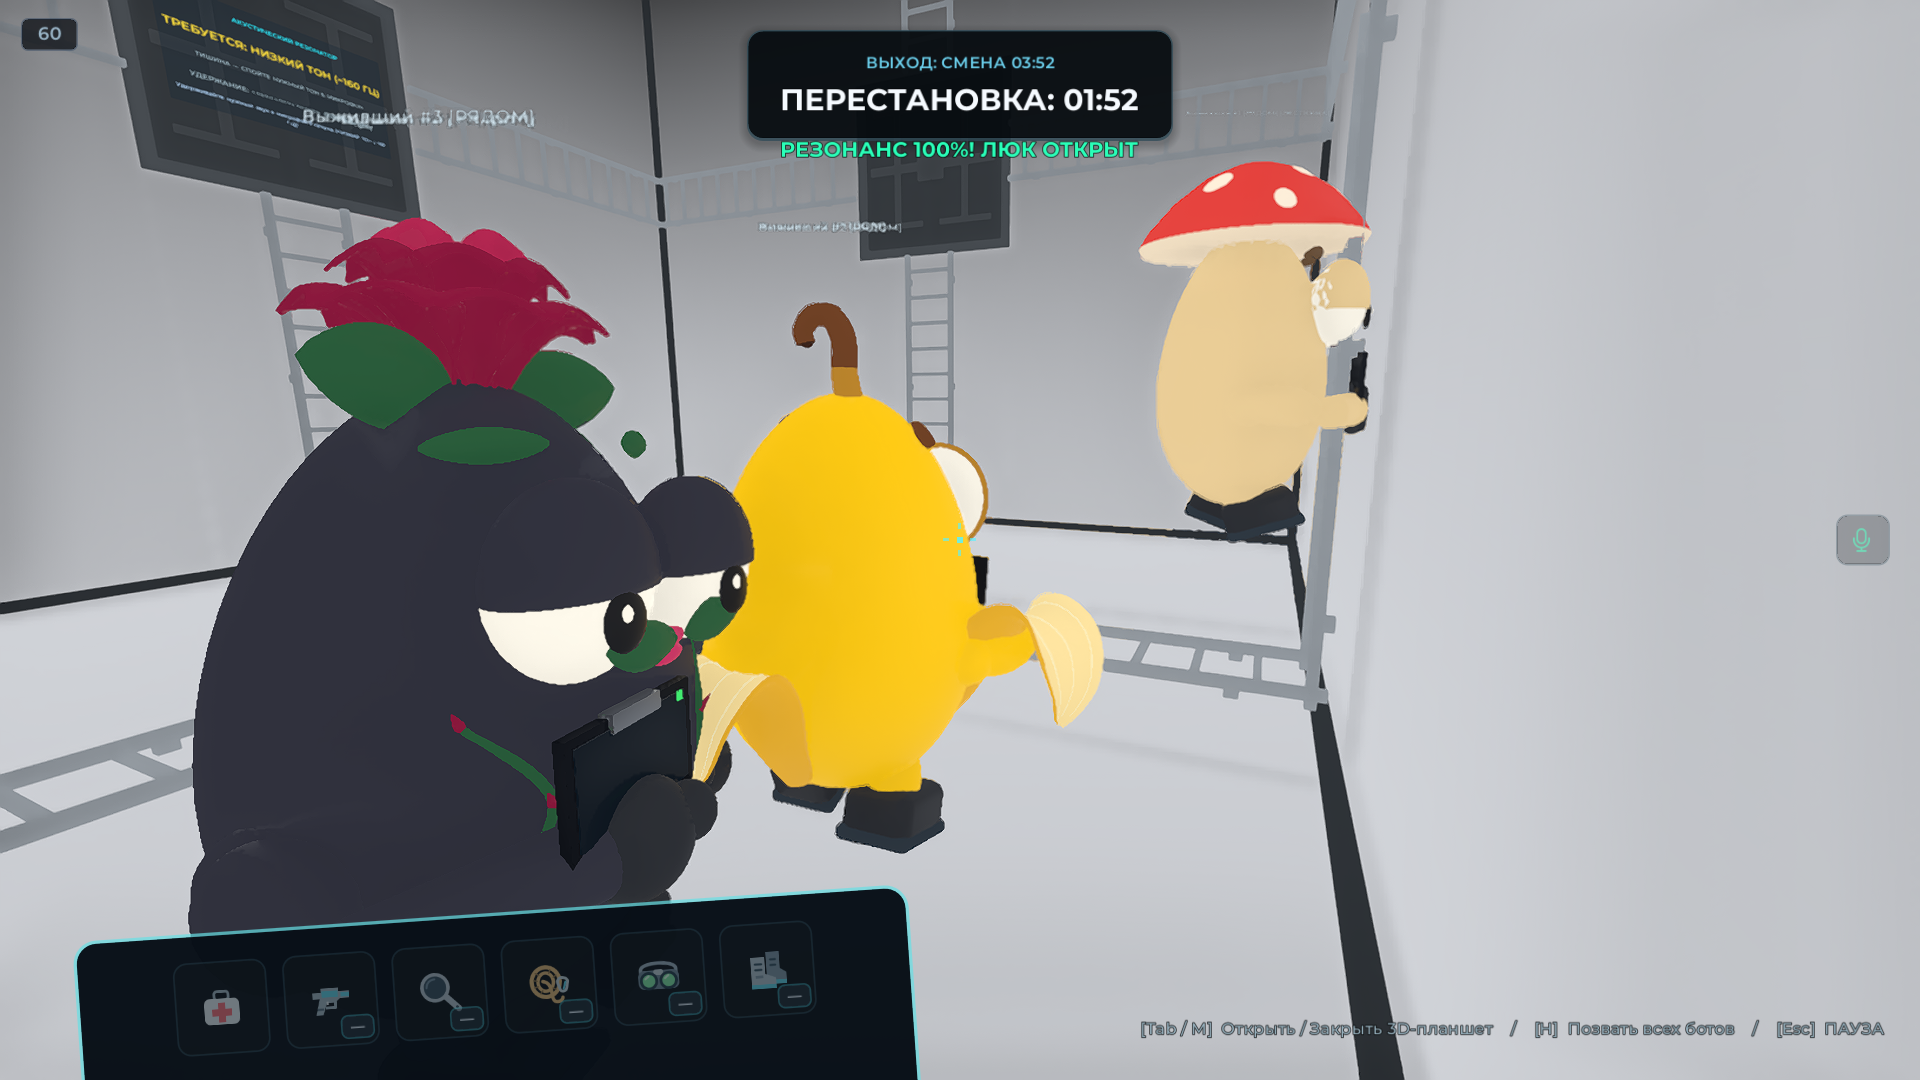 60
АКУСТИЧЕСКИЙ РЕЗОНАТОР
ТРЕБУЕТСЯ: НИЗКИЙ ТОН (~160 ГЦ)
УДЕРЖАНИЕ:
Выживший #3 [РЯДОМ]
ВЫХОД: СМЕНА 03:52
ПЕРЕСТАНОВКА: 01:52
РЕЗОНАНС 100%! ЛЮК ОТКРЫТ
[Tab / M] Открыть / Закрыть 3D-планшет / [H] Позвать всех ботов / [Esc] ПАУЗА